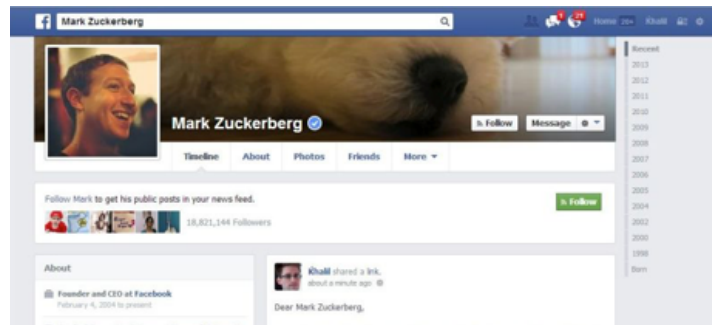 f Mark Zuckerberg
1 21 Home 20+ Khalil
Mark Zuckerberg
Follow Message
Timeline About Photos Friends More
Follow Mark to get his public posts in your news feed.
Follow
18,821,144 Followers
About
Founder and CEO at Facebook
February 4, 2004 to present
Khalil shared a link.
about a minute ago
Dear Mark Zuckerberg,
Recent
2013
2012
2011
2010
2009
2008
2007
2006
2005
2004
2002
2000
1998
Born